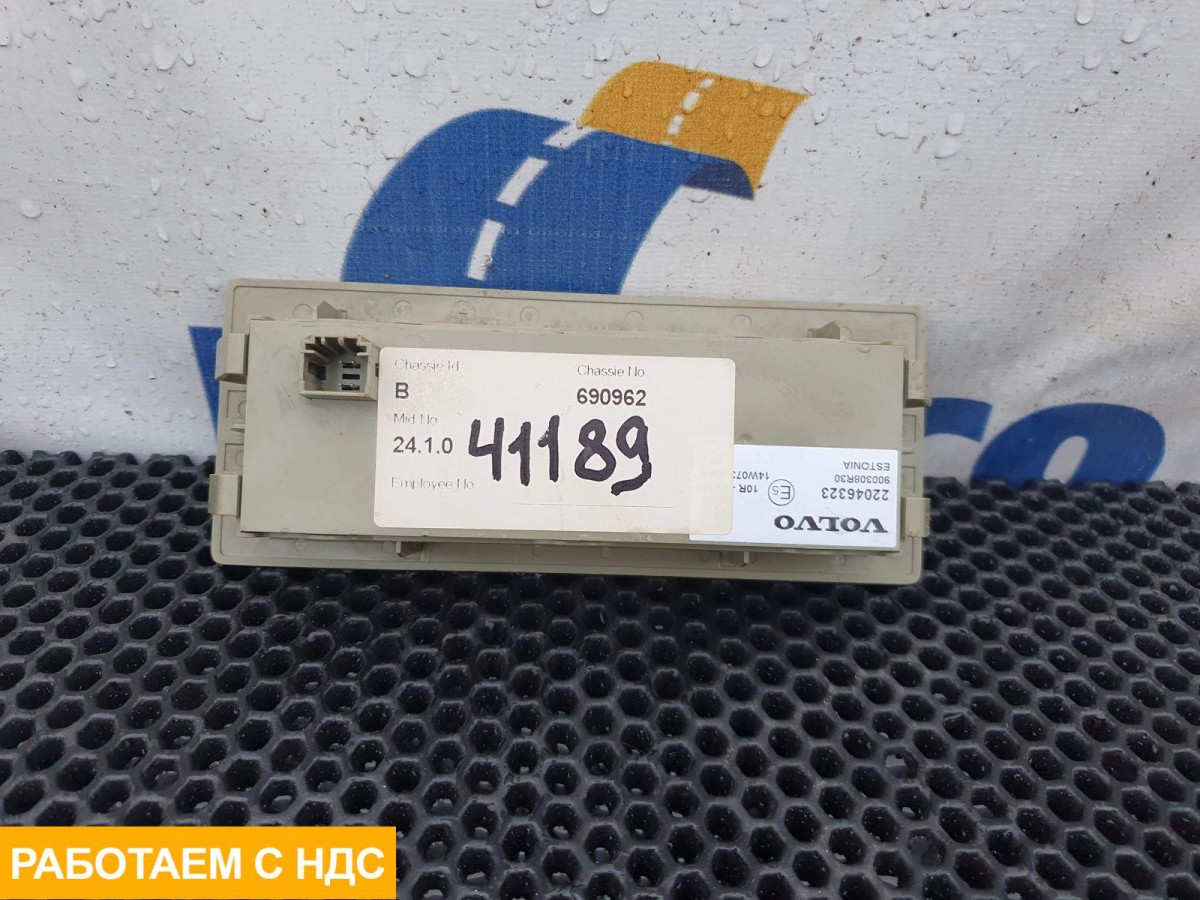 Chassie Id
Chassie No
B
690962
Mid No
24.1.0
41189
Employee No
VOLVO
22046323
900308R30
ESTONIA
E5
10R -
14W07
РАБОТАЕМ С НДС